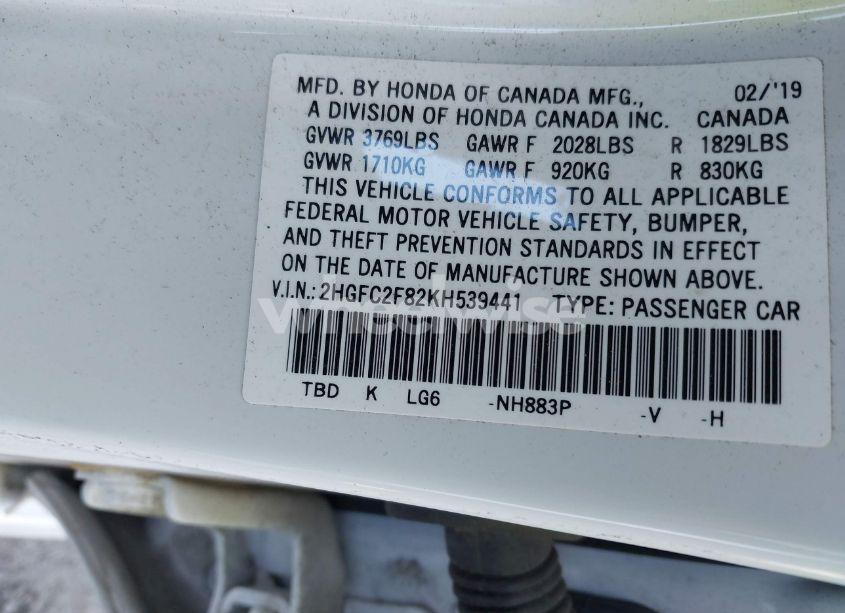 MFD. BY HONDA OF CANADA MFG., 02/'19
A DIVISION OF HONDA CANADA INC. CANADA
GVWR 3769LBS GAWR F 2028LBS R 1829LBS
GVWR 1710KG GAWR F 920KG R 830KG
THIS VEHICLE CONFORMS TO ALL APPLICABLE
FEDERAL MOTOR VEHICLE SAFETY, BUMPER,
AND THEFT PREVENTION STANDARDS IN EFFECT
ON THE DATE OF MANUFACTURE SHOWN ABOVE.
V.I.N.: 2HGFC2F82KH539441 TYPE: PASSENGER CAR
wheelwise
TBD K LG6 -NH883P -V -H